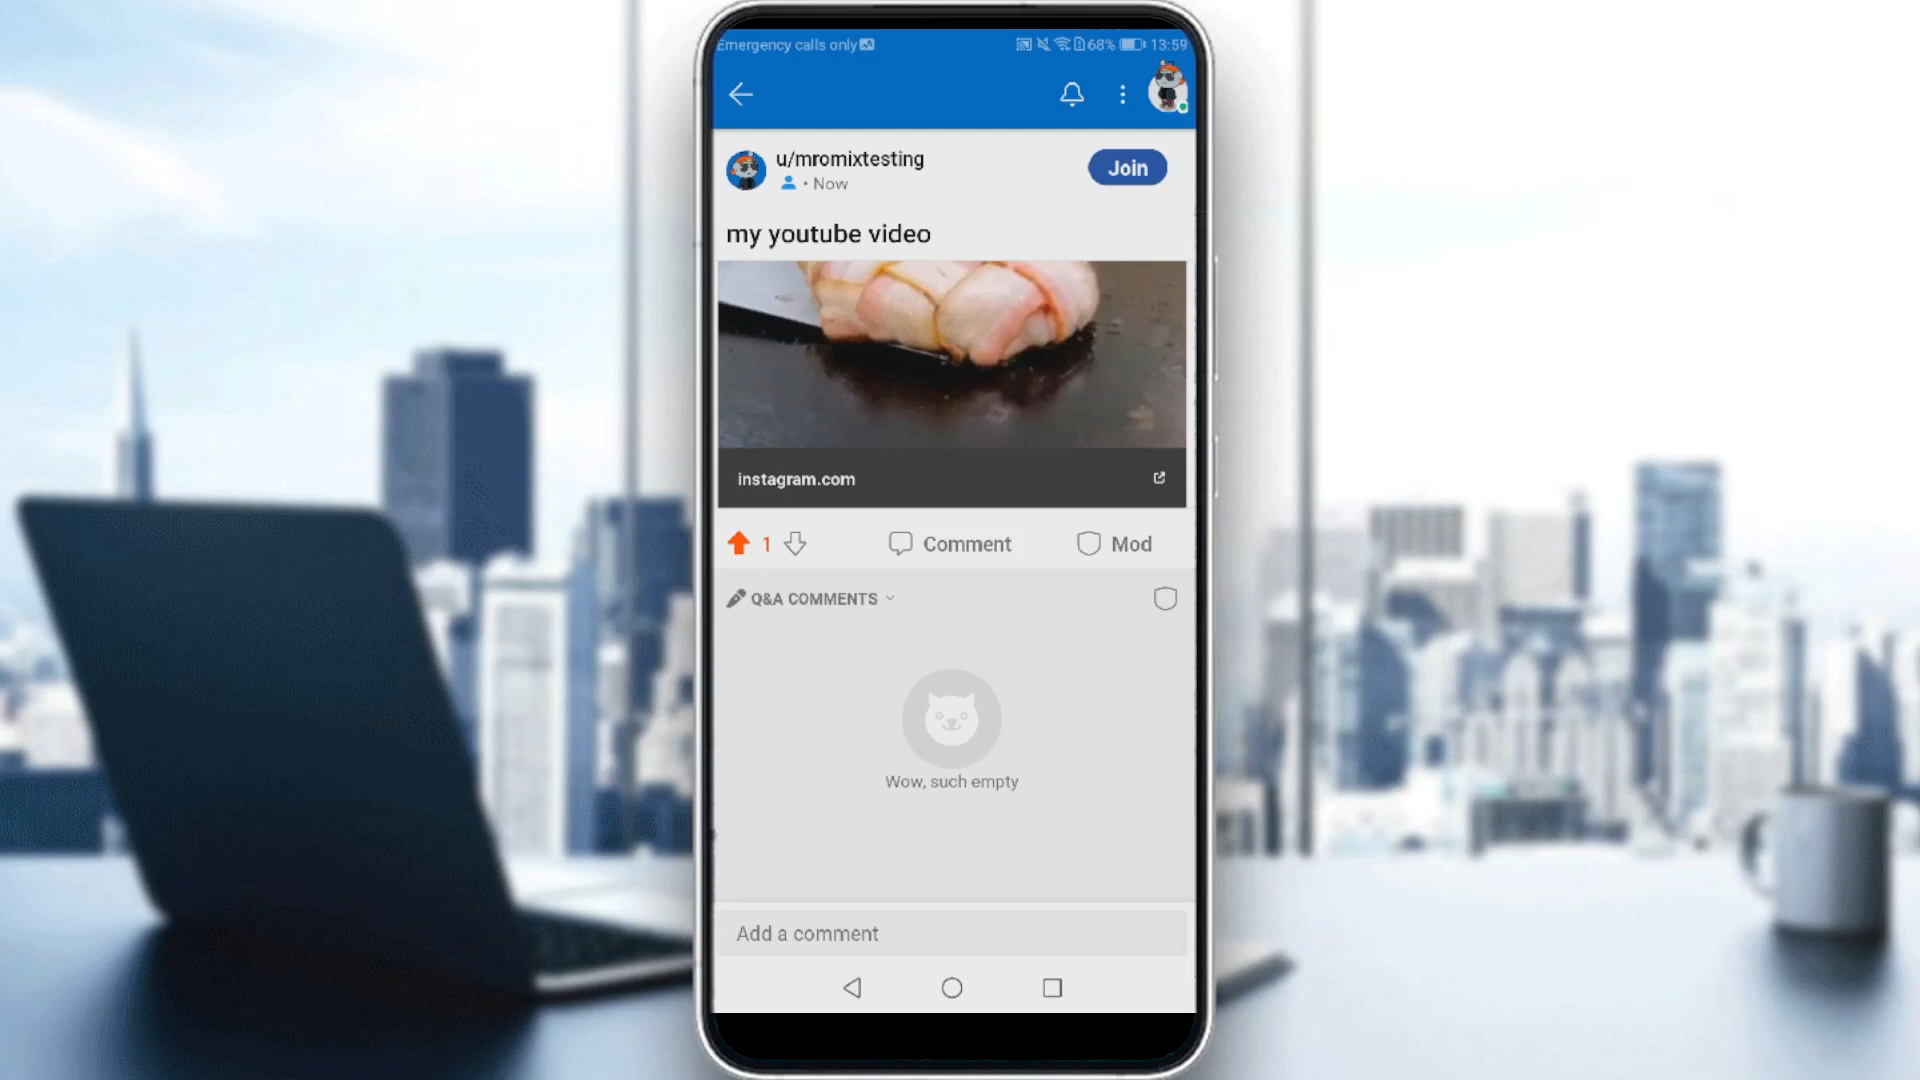 Emergency calls only
68% 13:59
u/mromixtesting
• Now
Join
my youtube video
instagram.com
1
Comment
Mod
Q&A COMMENTS
Wow, such empty
Add a comment